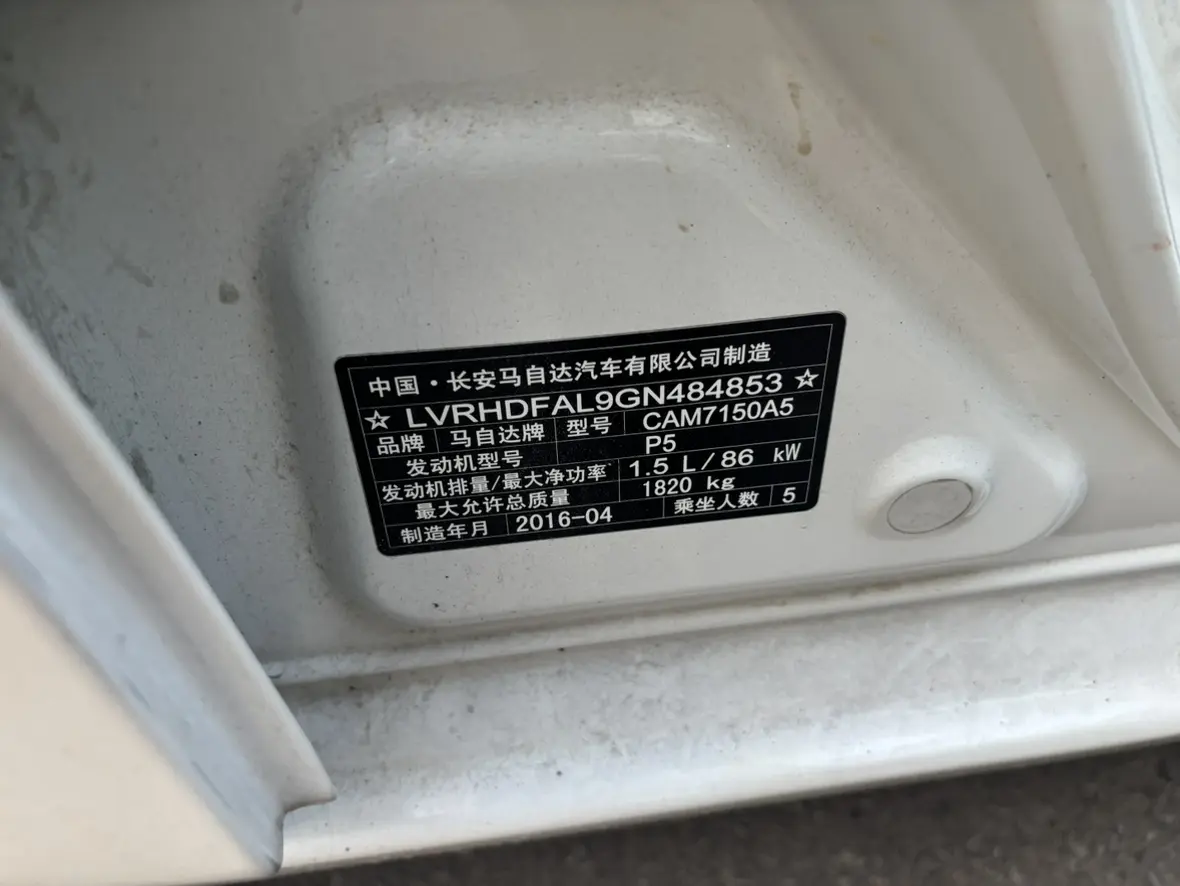 中国·长安马自达汽车有限公司制造
☆ LVRHDFAL9GN484853 ☆
品牌 马自达牌 型号 CAM7150A5
发动机型号 P5
发动机排量/最大净功率 1.5 L/86 kW
最大允许总质量 1820 kg
制造年月 2016-04 乘坐人数 5